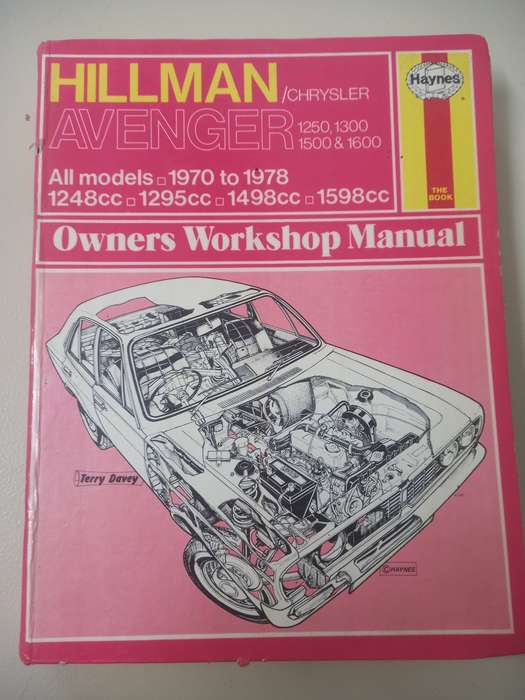 HILLMAN
/CHRYSLER
AVENGER 1250, 1300
1500 & 1600
Haynes
THE
BOOK
All models ◻ 1970 to 1978
1248cc ◻ 1295cc ◻ 1498cc ◻ 1598cc
Owners Workshop Manual
Terry Davey
©HAYNES